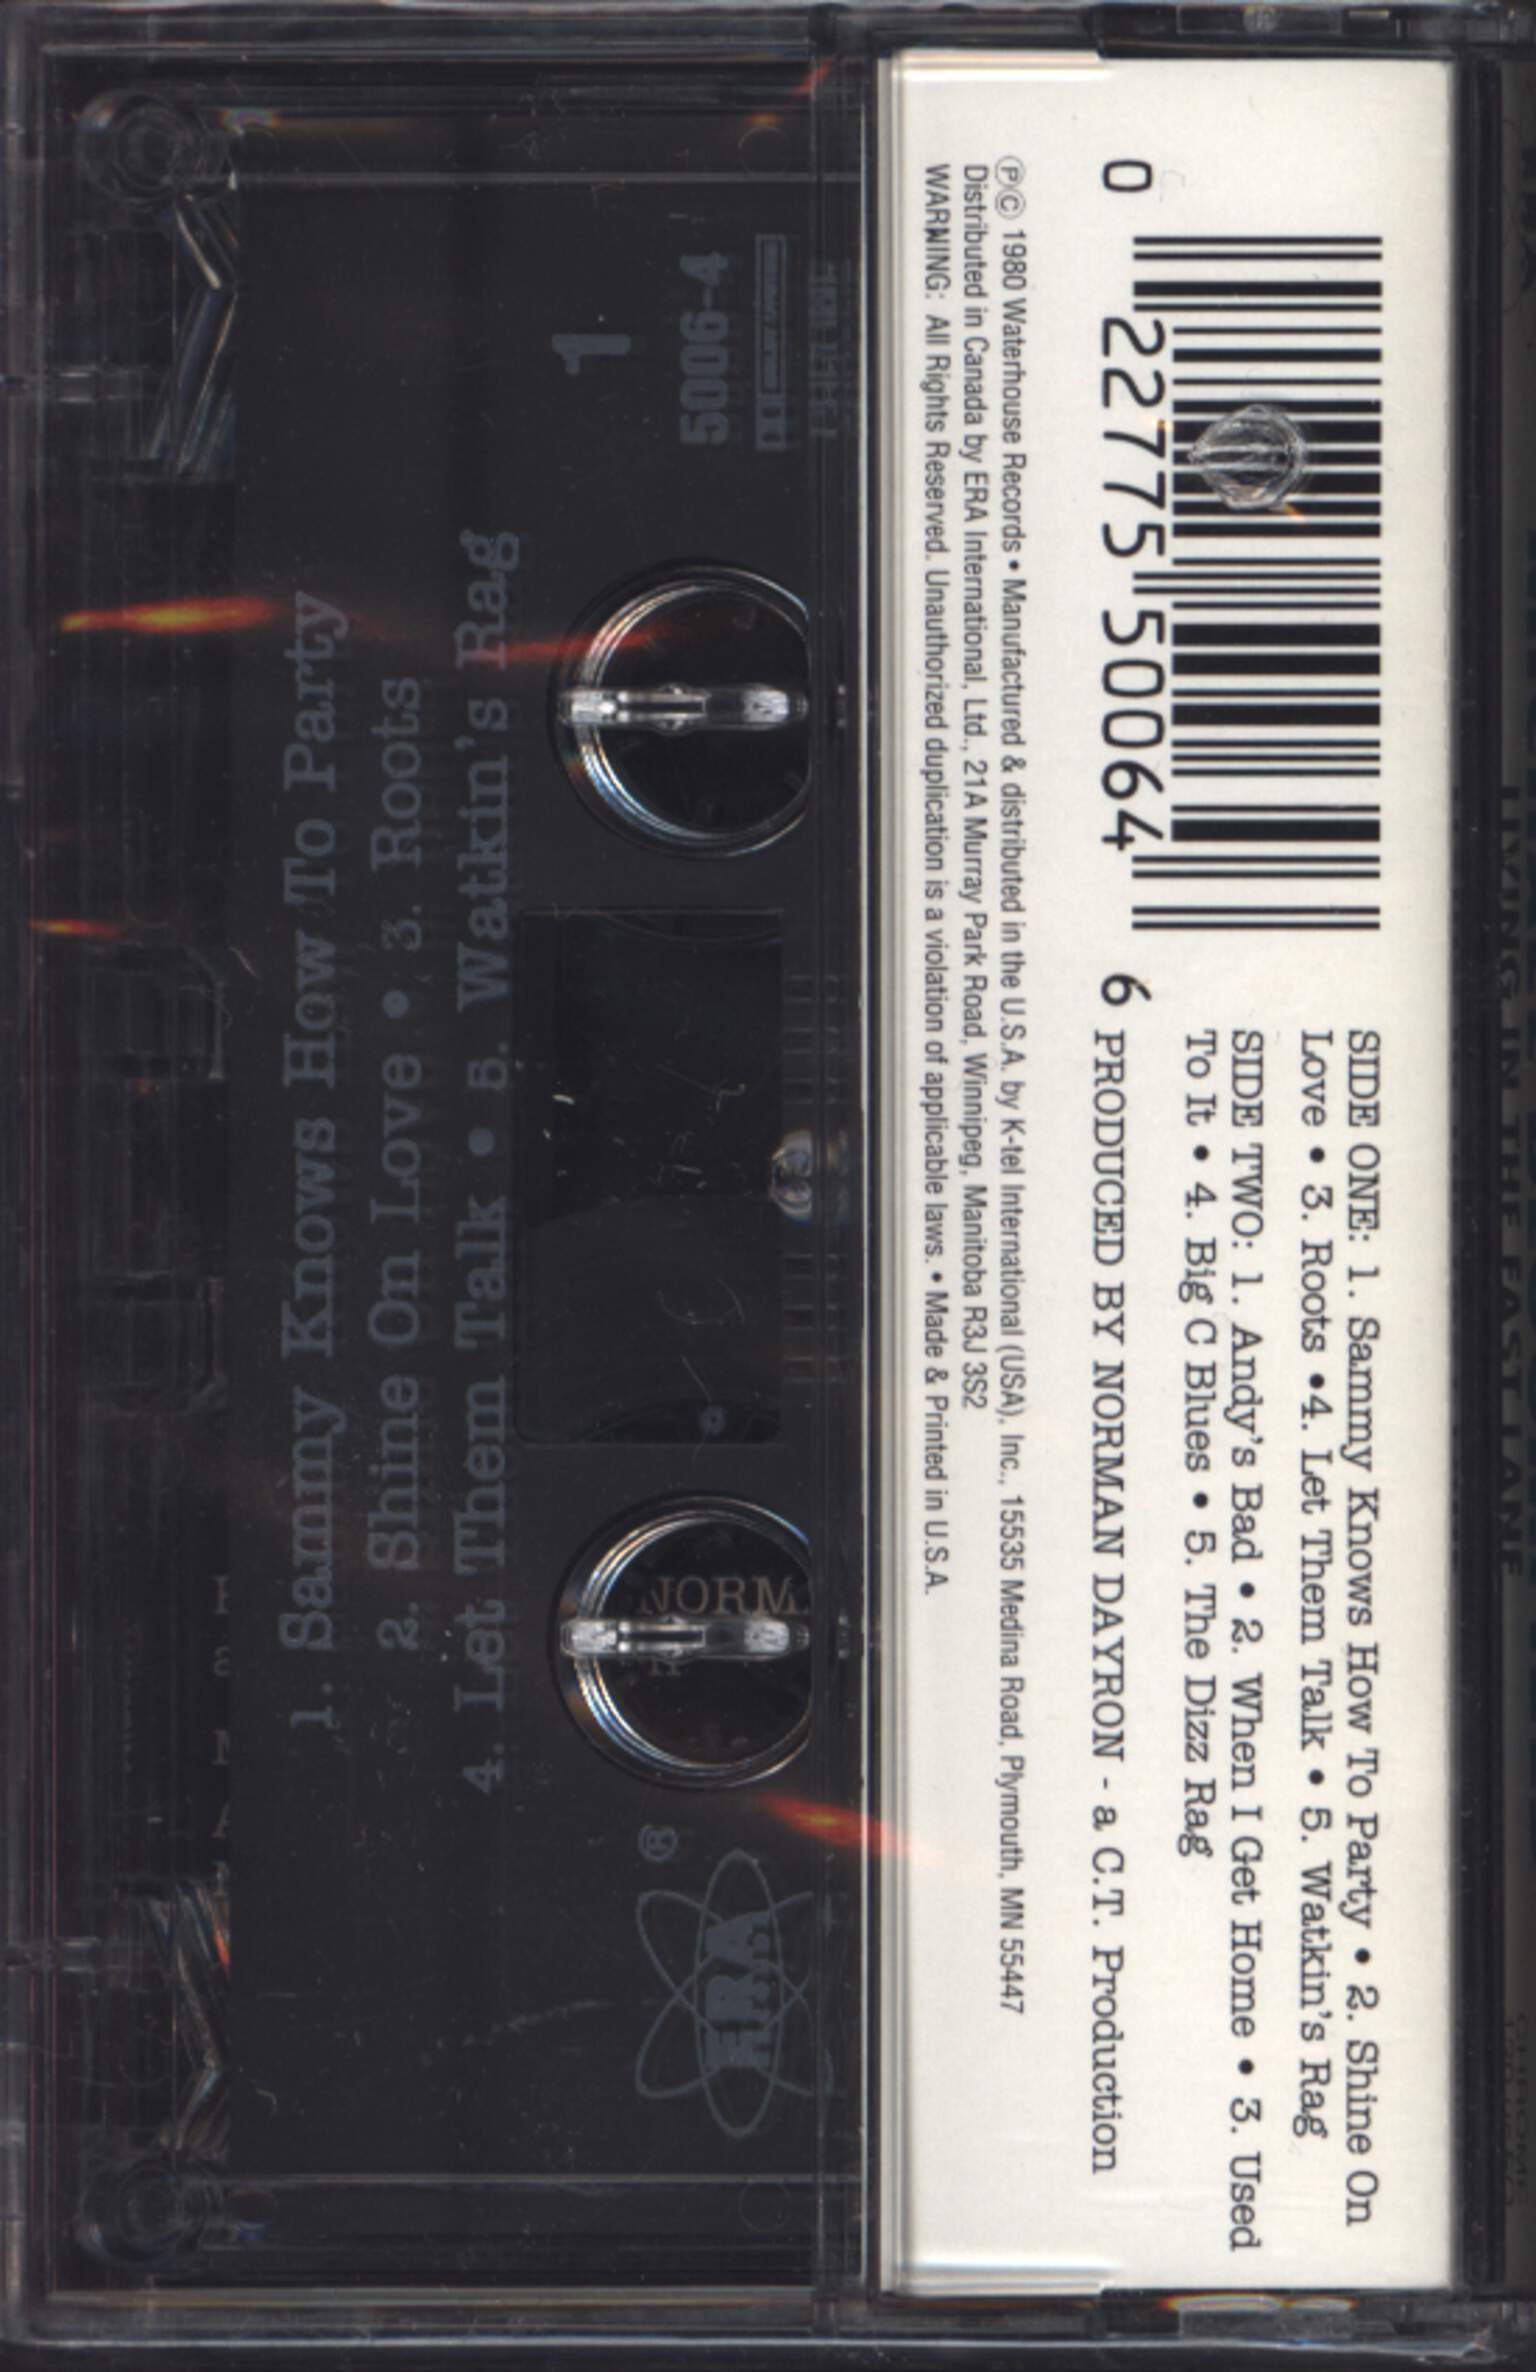 SIDE ONE: 1. Sammy Knows How To Party • 2. Shine On
Love • 3. Roots •4. Let Them Talk • 5. Watkin's Rag
SIDE TWO: 1. Andy's Bad • 2. When I Get Home • 3. Used
To It • 4. Big C Blues • 5. The Dizz Rag
PRODUCED BY NORMAN DAYRON - a C.T. Production
0 22775 50064 6
ⓅⒸ 1980 Waterhouse Records • Manufactured & distributed in the U.S.A. by K-tel International (USA), Inc., 15535 Medina Road, Plymouth, MN 55447
Distributed in Canada by ERA International, Ltd., 21A Murray Park Road, Winnipeg, Manitoba R3J 3S2
WARNING: All Rights Reserved. Unauthorized duplication is a violation of applicable laws. • Made & Printed in U.S.A.
5006-4
1
ERA
®
NORM
1. Sammy Knows How To Party
2. Shine On Love • 3. Roots
4. Let Them Talk • 5. Watkin's Rag